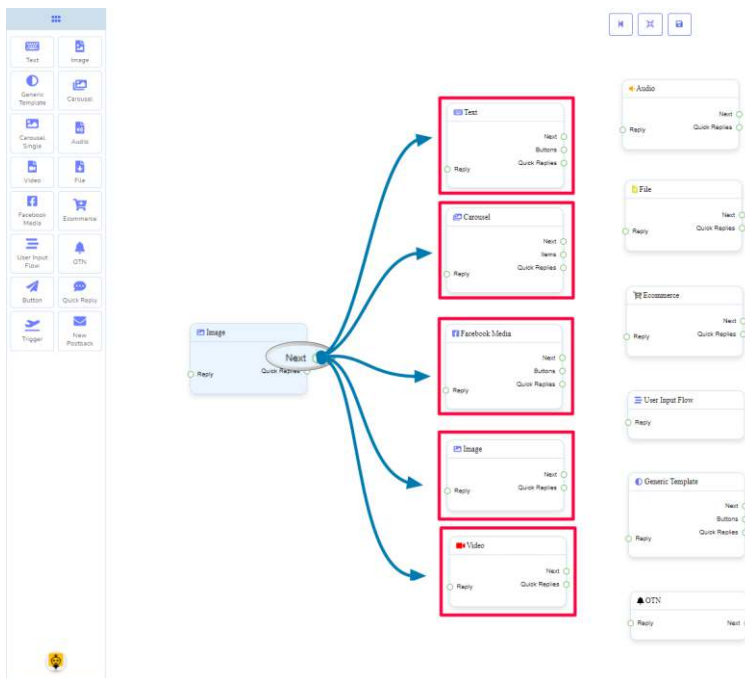 Text
Image
Generic
Template
Carousel
Carousel
Single
Audio
Video
File
Facebook
Media
Ecommerce
User Input
Flow
OTN
Button
Quick Reply
Trigger
New
Postback
Image
Next
Reply
Quick Replies
Text
Next
Buttons
Quick Replies
Reply
Carousel
Next
Items
Quick Replies
Reply
Facebook Media
Next
Buttons
Quick Replies
Reply
Image
Next
Quick Replies
Reply
Video
Next
Quick Replies
Reply
Audio
Next
Quick Replies
Reply
File
Next
Quick Replies
Reply
Ecommerce
Next
Quick Replies
Reply
User Input Flow
Reply
Generic Template
Next
Buttons
Quick Replies
Reply
OTN
Reply
Next